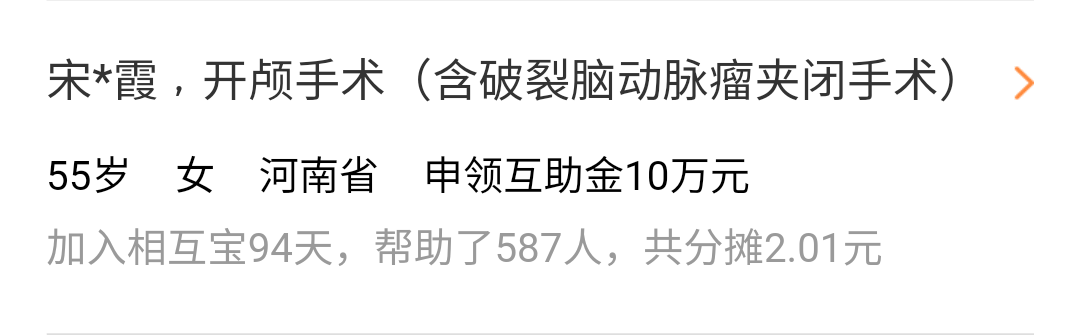 宋*霞，开颅手术（含破裂脑动脉瘤夹闭手术）
55岁 女 河南省 申领互助金10万元
加入相互宝94天，帮助了587人，共分摊2.01元